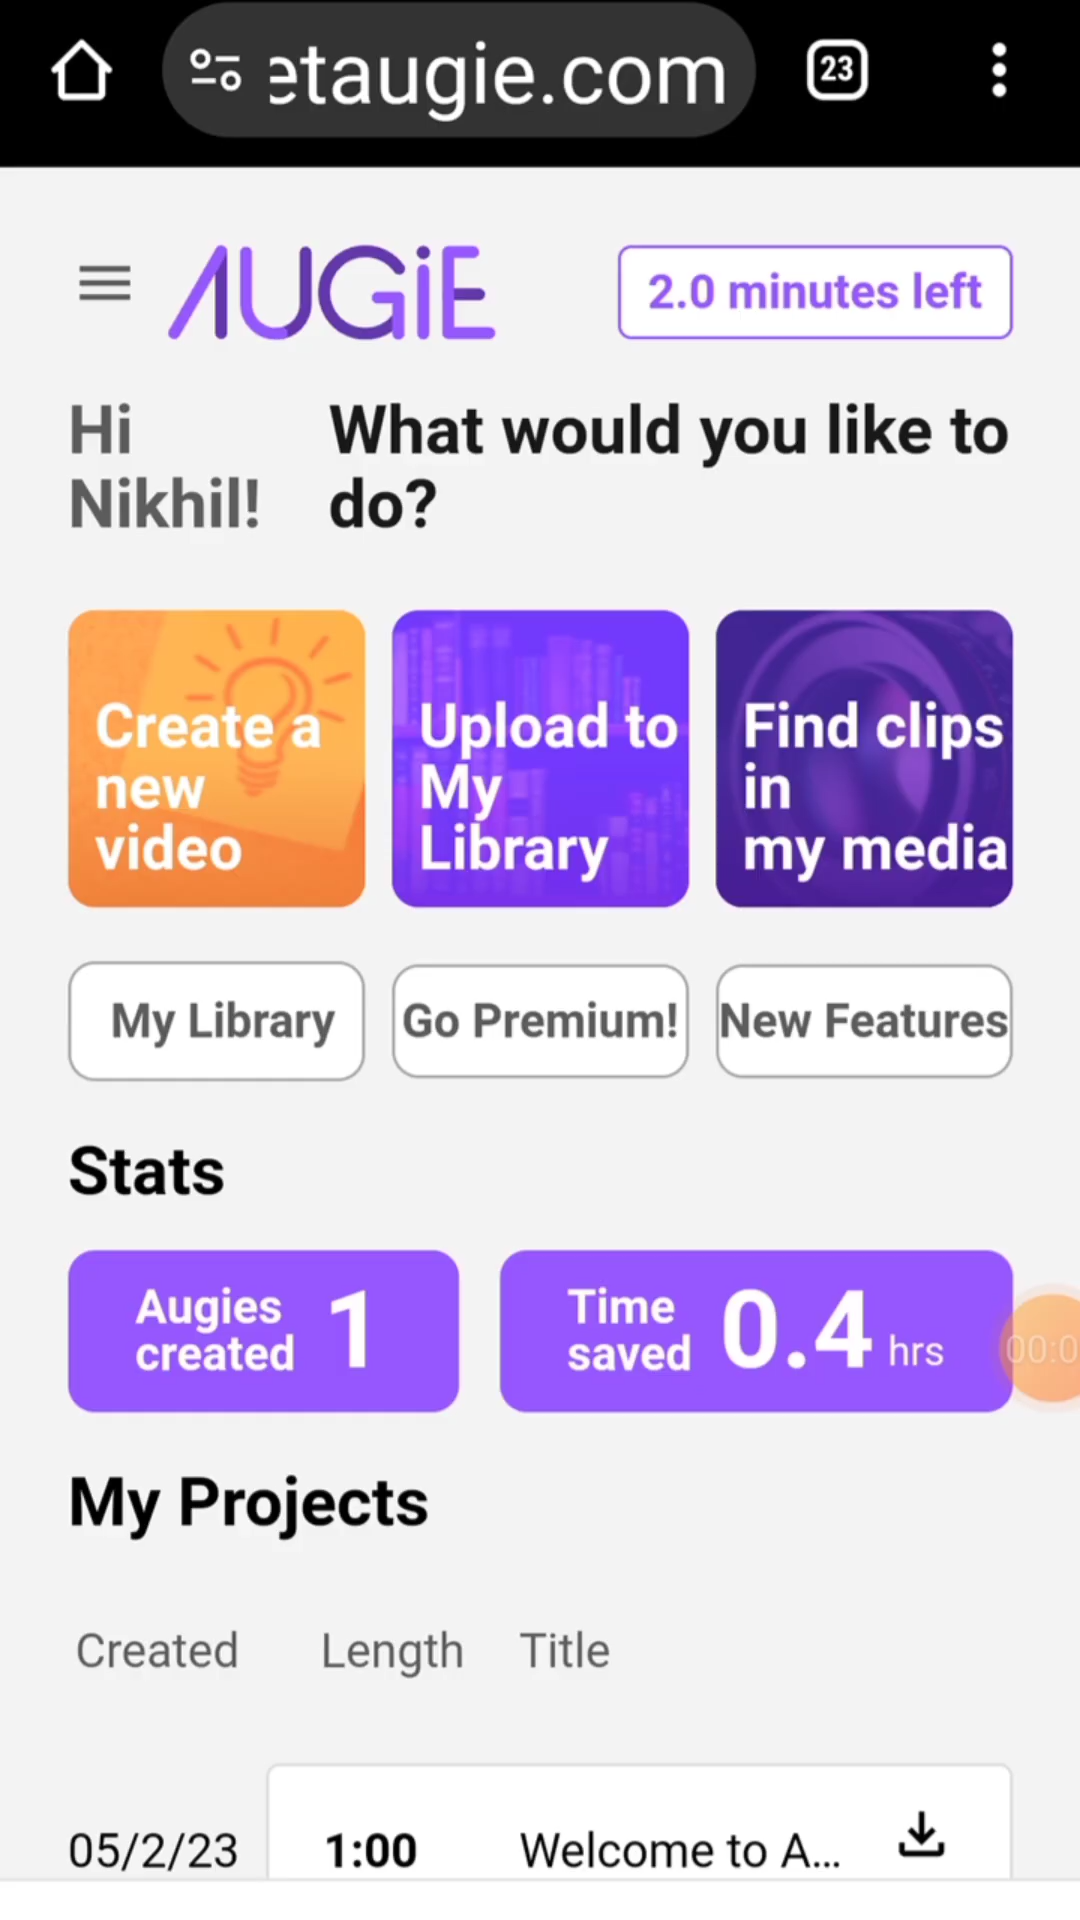 etaugie.com
23
AUGiE
2.0 minutes left
Hi
Nikhil!
What would you like to
do?
Create a
new
video
Upload to
My
Library
Find clips
in
my media
My Library
Go Premium!
New Features
Stats
Augies
created
1
Time
saved
0.4 hrs
00:0
My Projects
Created Length Title
05/2/23 1:00 Welcome to A...